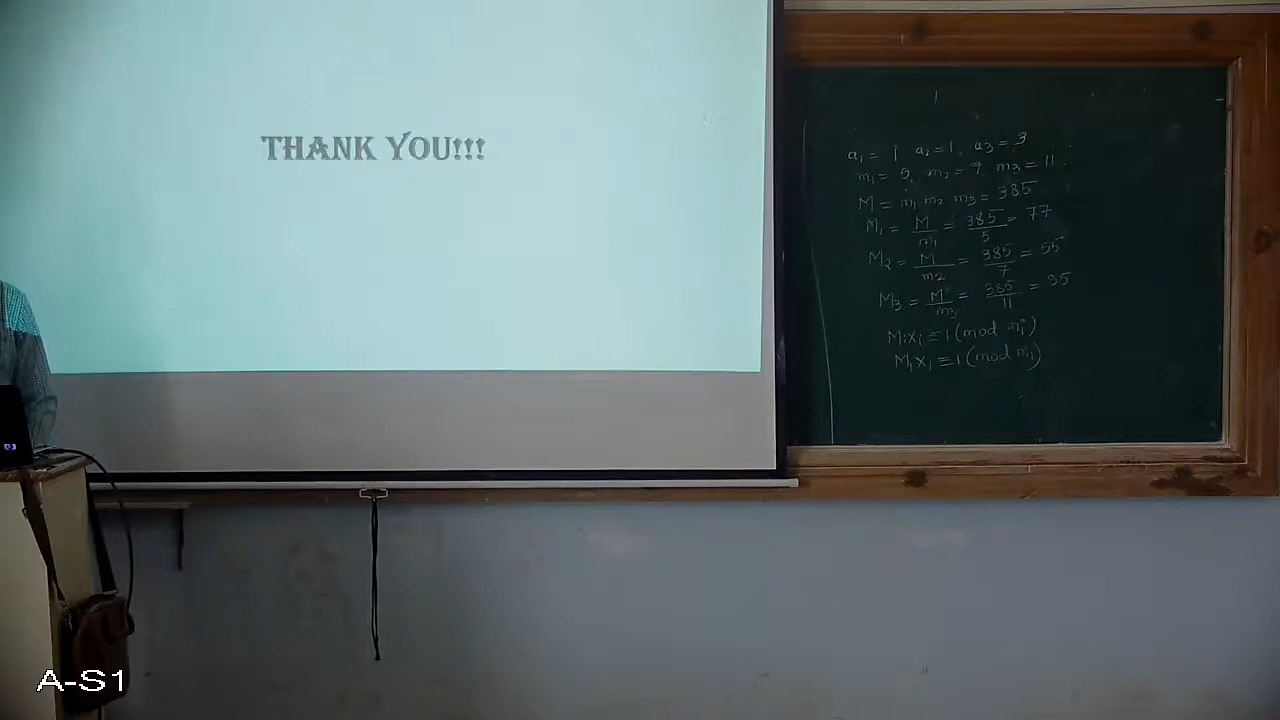 THANK YOU!!!
a1 = 1 a2 = 1, a3 = 3
m1 = 5, m2 = 7 m3 = 11
M = m1 m2 m3 = 385
M1 = M/m1 = 385/5 = 77
M2 = M/m2 = 385/7 = 55
M3 = M/m3 = 385/11 = 35
MiXi ≡ 1 (mod mi)
M1X1 ≡ 1 (mod m1)
A-S1